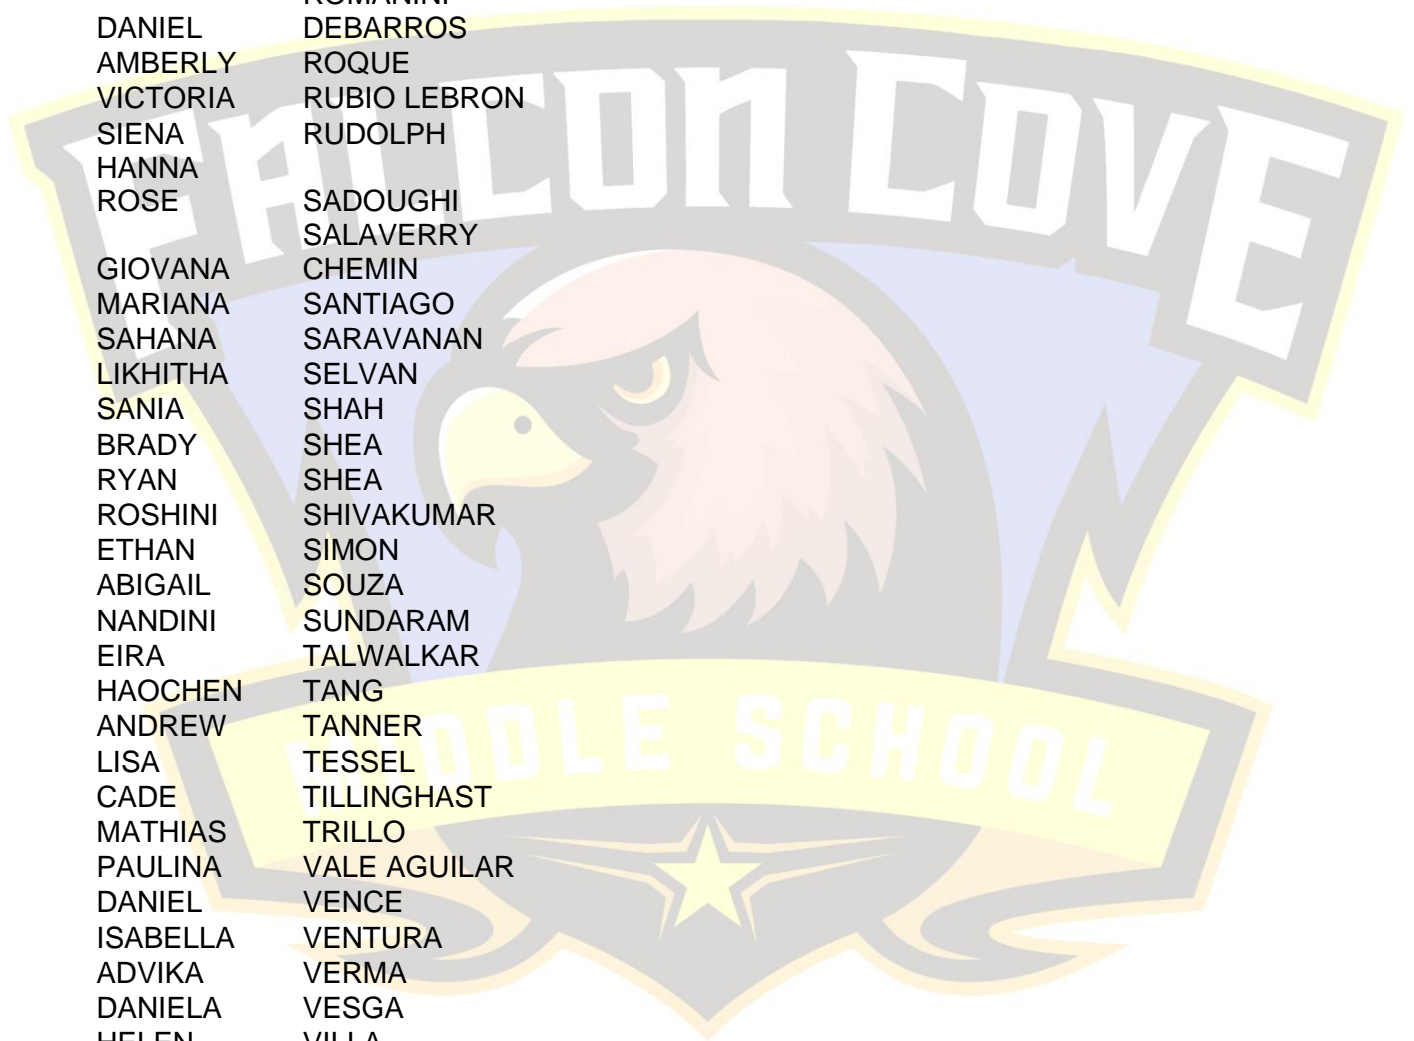 ROMANINI
DANIEL DEBARROS
AMBERLY ROQUE
VICTORIA RUBIO LEBRON
SIENA RUDOLPH
HANNA
ROSE SADOUGHI
SALAVERRY
GIOVANA CHEMIN
MARIANA SANTIAGO
SAHANA SARAVANAN
LIKHITHA SELVAN
SANIA SHAH
BRADY SHEA
RYAN SHEA
ROSHINI SHIVAKUMAR
ETHAN SIMON
ABIGAIL SOUZA
NANDINI SUNDARAM
EIRA TALWALKAR
HAOCHEN TANG
ANDREW TANNER
LISA TESSEL
CADE TILLINGHAST
MATHIAS TRILLO
PAULINA VALE AGUILAR
DANIEL VENCE
ISABELLA VENTURA
ADVIKA VERMA
DANIELA VESGA
HELEN VILLA
FALCON COVE
MIDDLE SCHOOL